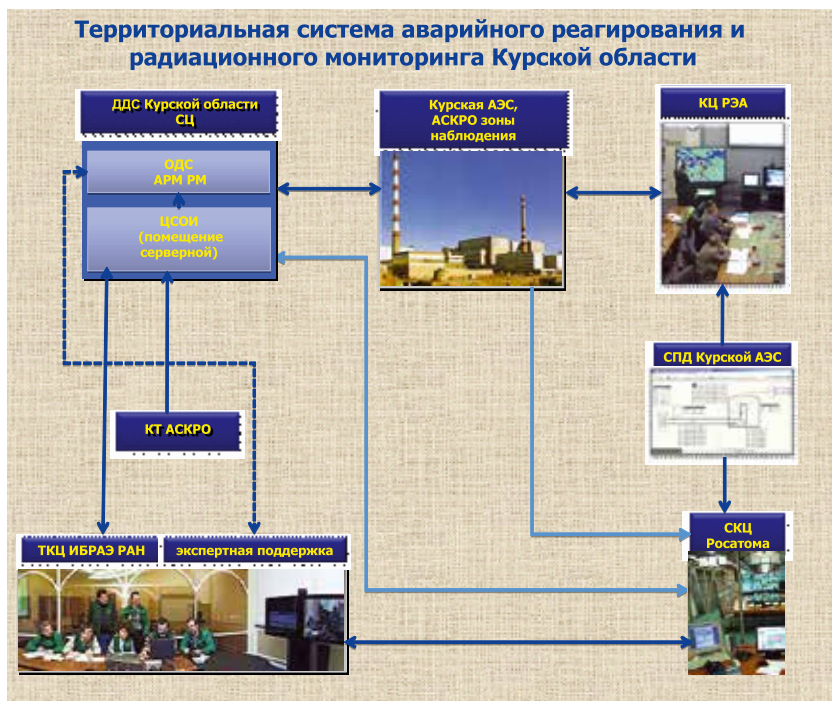 Территориальная система аварийного реагирования и
радиационного мониторинга Курской области
ДДС Курской области
СЦ
Курская АЭС,
АСКРО зоны
наблюдения
КЦ РЭА
ОДС
АРМ РМ
ЦСОИ
(помещение
серверной)
СПД Курской АЭС
КТ АСКРО
СКЦ
Росатома
ТКЦ ИБРАЭ РАН
экспертная поддержка